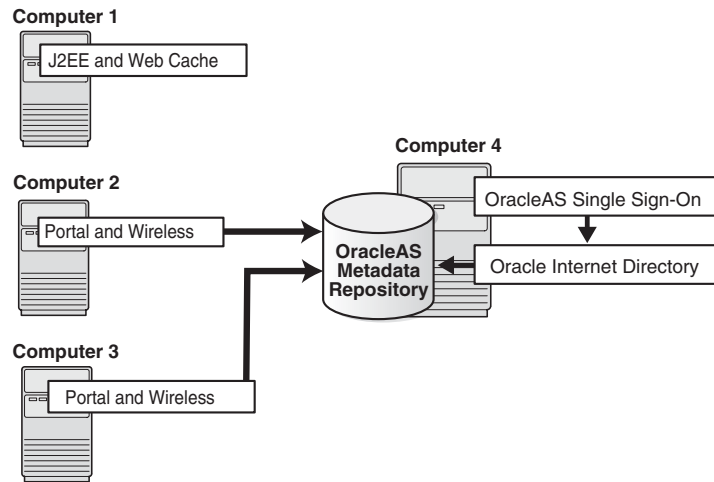 Computer 1
J2EE and Web Cache
Computer 2
Portal and Wireless
Computer 3
Portal and Wireless
Computer 4
OracleAS Single Sign-On
Oracle Internet Directory
OracleAS
Metadata
Repository